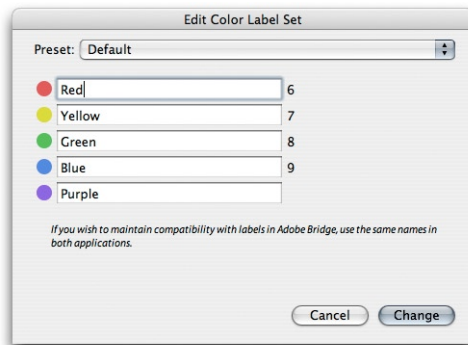 Edit Color Label Set
Preset: Default
Red 6
Yellow 7
Green 8
Blue 9
Purple
If you wish to maintain compatibility with labels in Adobe Bridge, use the same names in
both applications.
Cancel Change